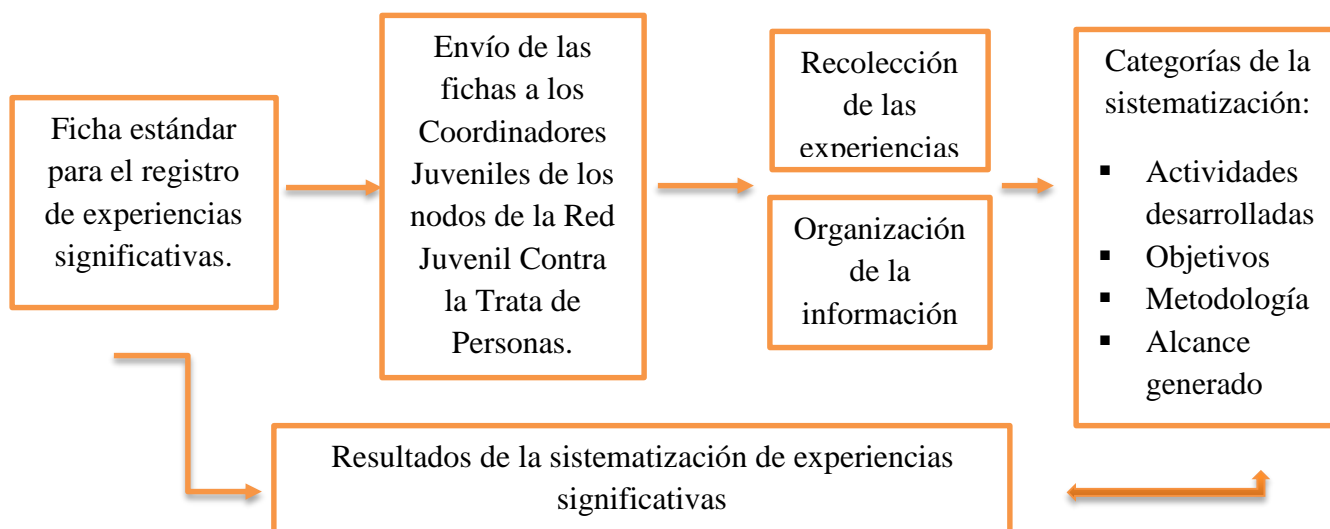 Ficha estándar
para el registro
de experiencias
significativas.
Envío de las
fichas a los
Coordinadores
Juveniles de los
nodos de la Red
Juvenil Contra
la Trata de
Personas.
Recolección
de las
experiencias
Organización
de la
información
Categorías de la
sistematización:
▪ Actividades
desarrolladas
▪ Objetivos
▪ Metodología
▪ Alcance
generado
Resultados de la sistematización de experiencias
significativas